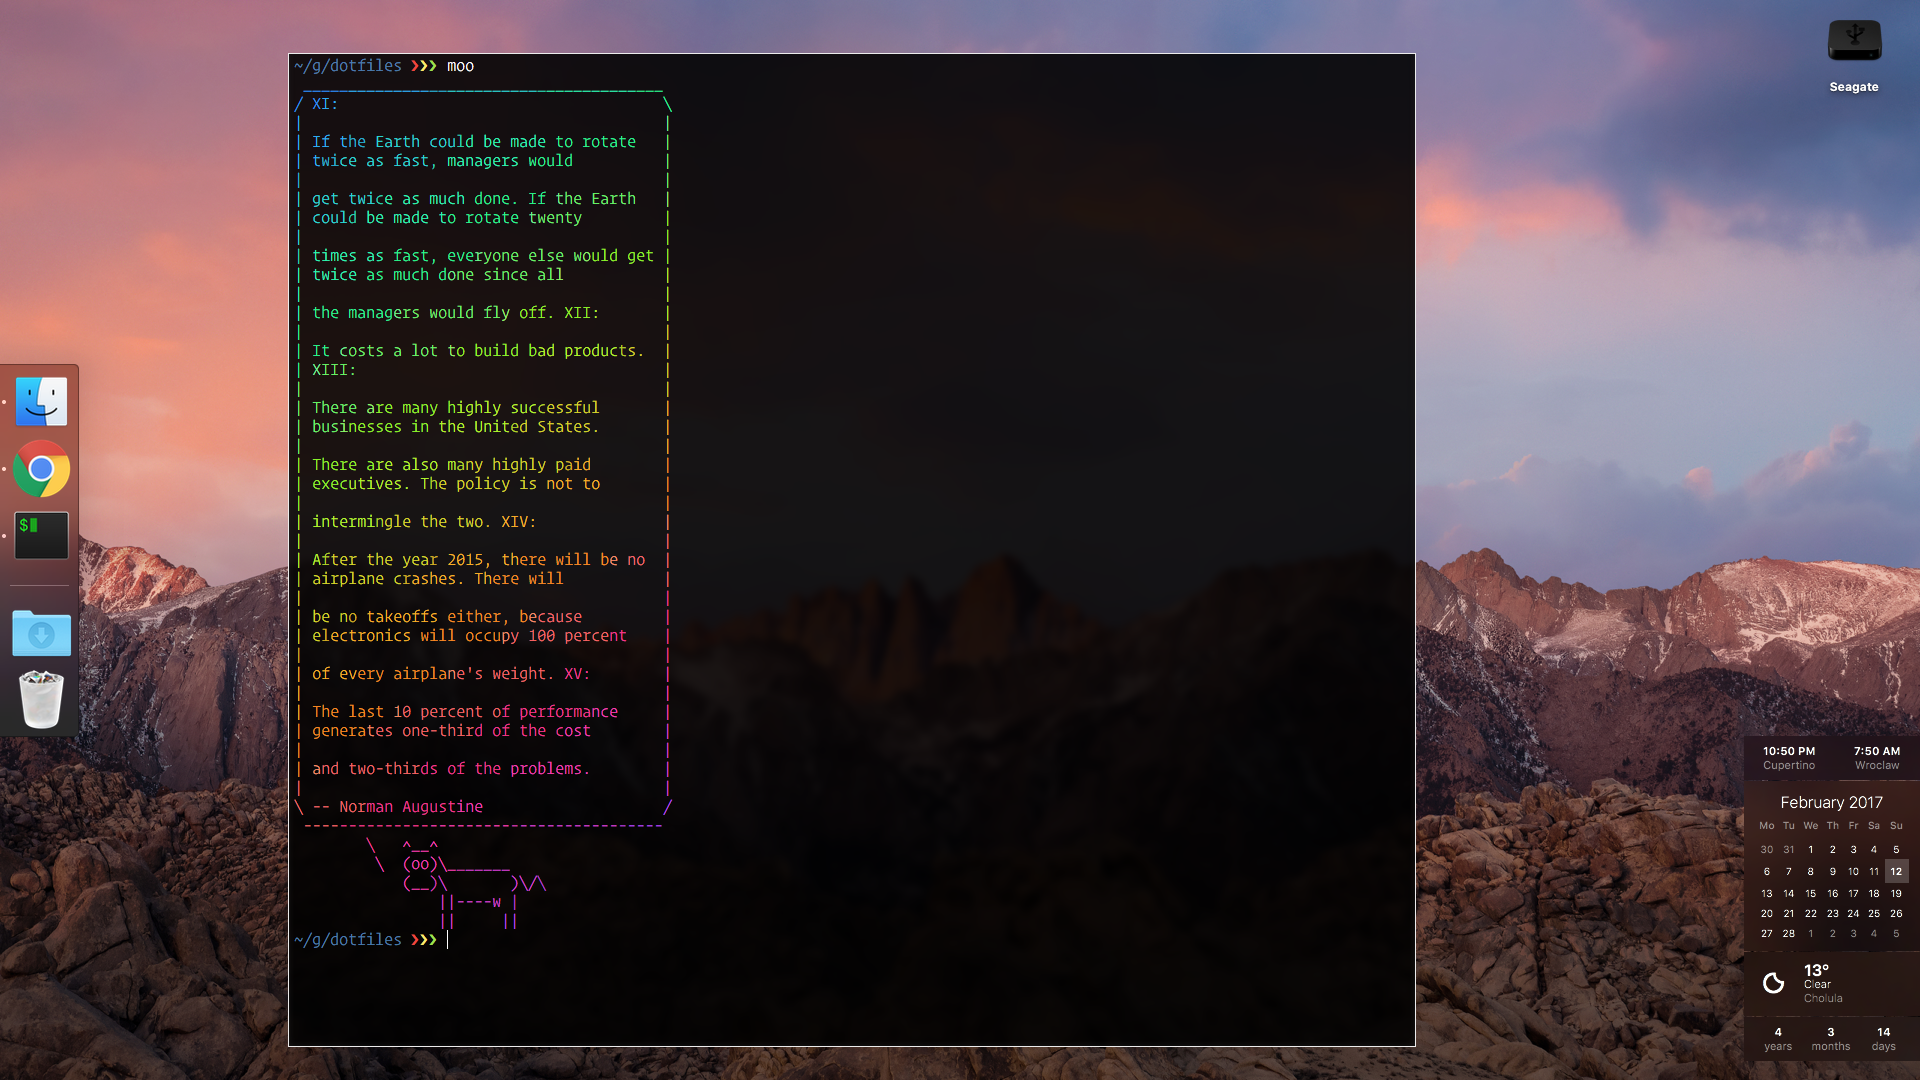 ~/g/dotfiles ❯❯❯ moo
 ________________________________________
/ XI:                                    \
|                                        |
| If the Earth could be made to rotate   |
| twice as fast, managers would          |
|                                        |
| get twice as much done. If the Earth   |
| could be made to rotate twenty         |
|                                        |
| times as fast, everyone else would get |
| twice as much done since all           |
|                                        |
| the managers would fly off. XII:       |
|                                        |
| It costs a lot to build bad products.  |
| XIII:                                  |
|                                        |
| There are many highly successful       |
| businesses in the United States.       |
|                                        |
| There are also many highly paid        |
| executives. The policy is not to       |
|                                        |
| intermingle the two. XIV:              |
|                                        |
| After the year 2015, there will be no  |
| airplane crashes. There will           |
|                                        |
| be no takeoffs either, because         |
| electronics will occupy 100 percent    |
|                                        |
| of every airplane's weight. XV:        |
|                                        |
| The last 10 percent of performance     |
| generates one-third of the cost        |
|                                        |
| and two-thirds of the problems.        |
|                                        |
\ -- Norman Augustine                    /
 ----------------------------------------
        \   ^__^
         \  (oo)\_______
            (__)\       )\/\
                ||----w |
                ||     ||
~/g/dotfiles ❯❯❯
$
Seagate
10:50 PM 7:50 AM
Cupertino Wroclaw
February 2017
Mo Tu We Th Fr Sa Su
30 31 1 2 3 4 5
6 7 8 9 10 11 12
13 14 15 16 17 18 19
20 21 22 23 24 25 26
27 28 1 2 3 4 5
13°
Clear
Cholula
4 3 14
years months days